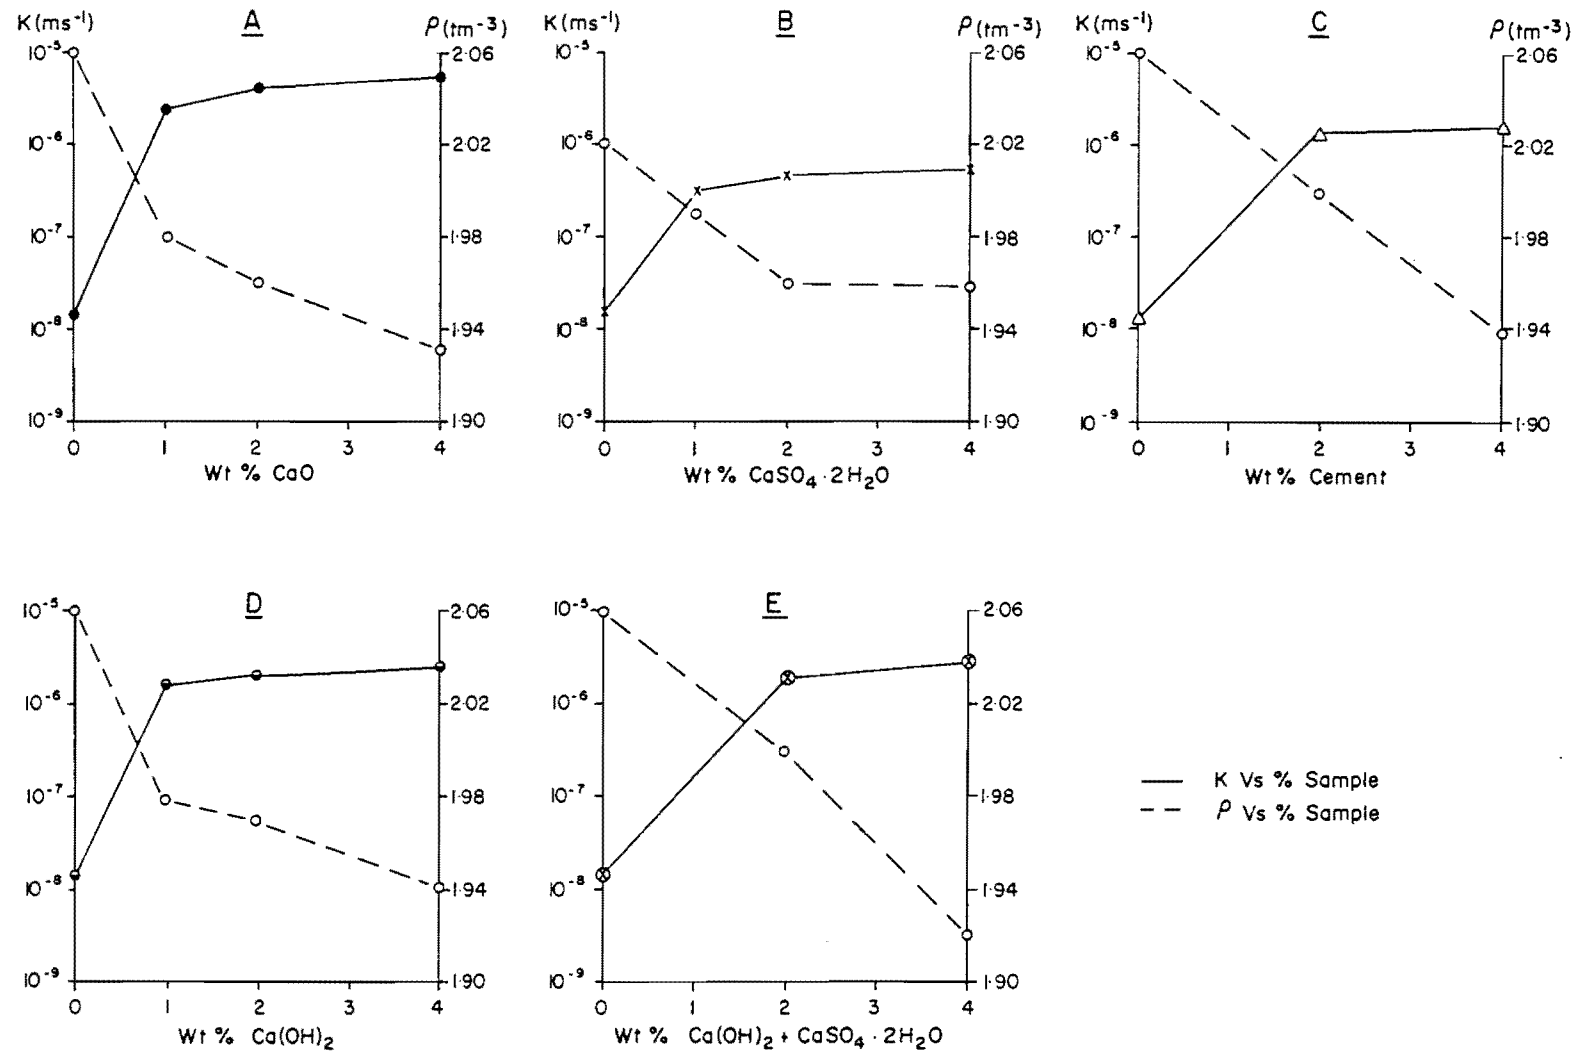 K(ms⁻¹) A ρ(tm⁻³)
10⁻⁵ 2·06
10⁻⁶ 2·02
10⁻⁷ 1·98
10⁻⁸ 1·94
10⁻⁹ 1·90
0 1 2 3 4
Wt % CaO
K(ms⁻¹) B ρ(tm⁻³)
10⁻⁵ 2·06
10⁻⁶ 2·02
10⁻⁷ 1·98
10⁻⁸ 1·94
10⁻⁹ 1·90
0 1 2 3 4
Wt % CaSO₄·2H₂O
K(ms⁻¹) C ρ(tm⁻³)
10⁻⁵ 2·06
10⁻⁶ 2·02
10⁻⁷ 1·98
10⁻⁸ 1·94
10⁻⁹ 1·90
0 1 2 3 4
Wt % Cement
D
10⁻⁵ 2·06
10⁻⁶ 2·02
10⁻⁷ 1·98
10⁻⁸ 1·94
10⁻⁹ 1·90
0 1 2 3 4
Wt % Ca(OH)₂
E
10⁻⁵ 2·06
10⁻⁶ 2·02
10⁻⁷ 1·98
10⁻⁸ 1·94
10⁻⁹ 1·90
0 1 2 3 4
Wt % Ca(OH)₂ + CaSO₄·2H₂O
K Vs % Sample
ρ Vs % Sample